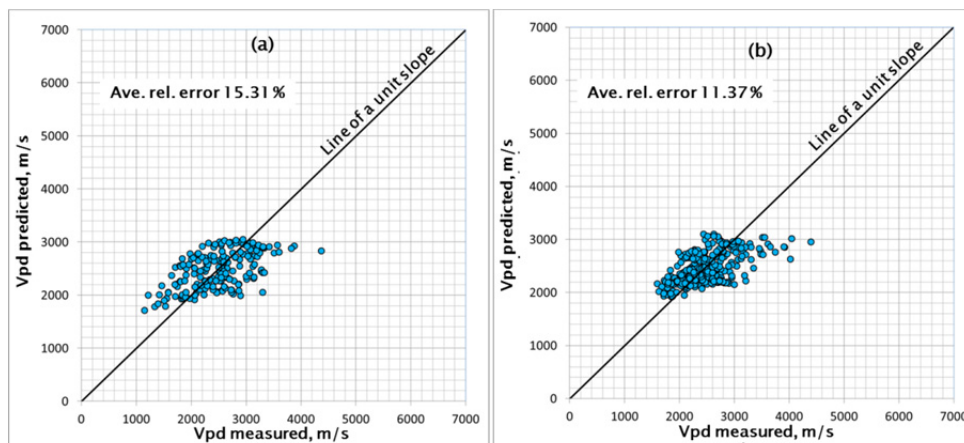 (a)
Ave. rel. error 15.31%
Line of a unit slope
Vpd predicted, m/s
7000
6000
5000
4000
3000
2000
1000
0
0 1000 2000 3000 4000 5000 6000 7000
Vpd measured, m/s
(b)
Ave. rel. error 11.37%
Line of a unit slope
Vpd predicted, m/s
7000
6000
5000
4000
3000
2000
1000
0
0 1000 2000 3000 4000 5000 6000 7000
Vpd measured, m/s